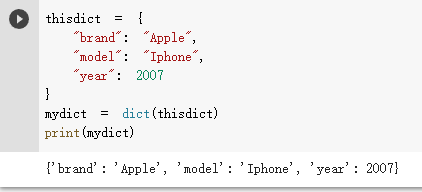 thisdict = {
    "brand": "Apple",
    "model": "Iphone",
    "year": 2007
}
mydict = dict(thisdict)
print(mydict)
{'brand': 'Apple', 'model': 'Iphone', 'year': 2007}